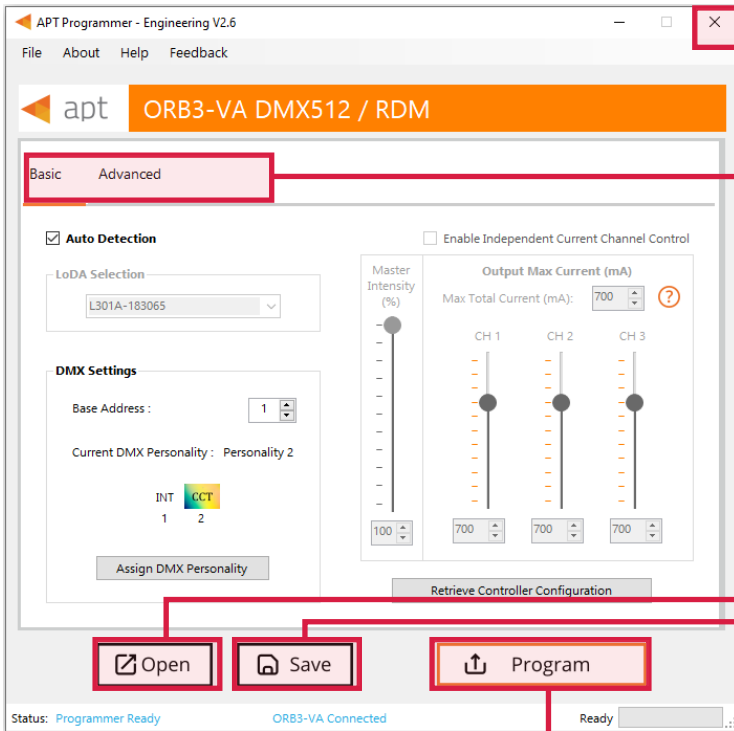 APT Programmer - Engineering V2.6
File About Help Feedback
apt ORB3-VA DMX512 / RDM
Basic Advanced
Auto Detection
Enable Independent Current Channel Control
LoDA Selection
L301A-183065
Master
Intensity
(%)
Output Max Current (mA)
Max Total Current (mA): 700 ?
CH 1 CH 2 CH 3
DMX Settings
Base Address : 1
Current DMX Personality : Personality 2
INT CCT
1 2
100 700 700 700
Assign DMX Personality
Retrieve Controller Configuration
Open Save Program
Status: Programmer Ready ORB3-VA Connected Ready